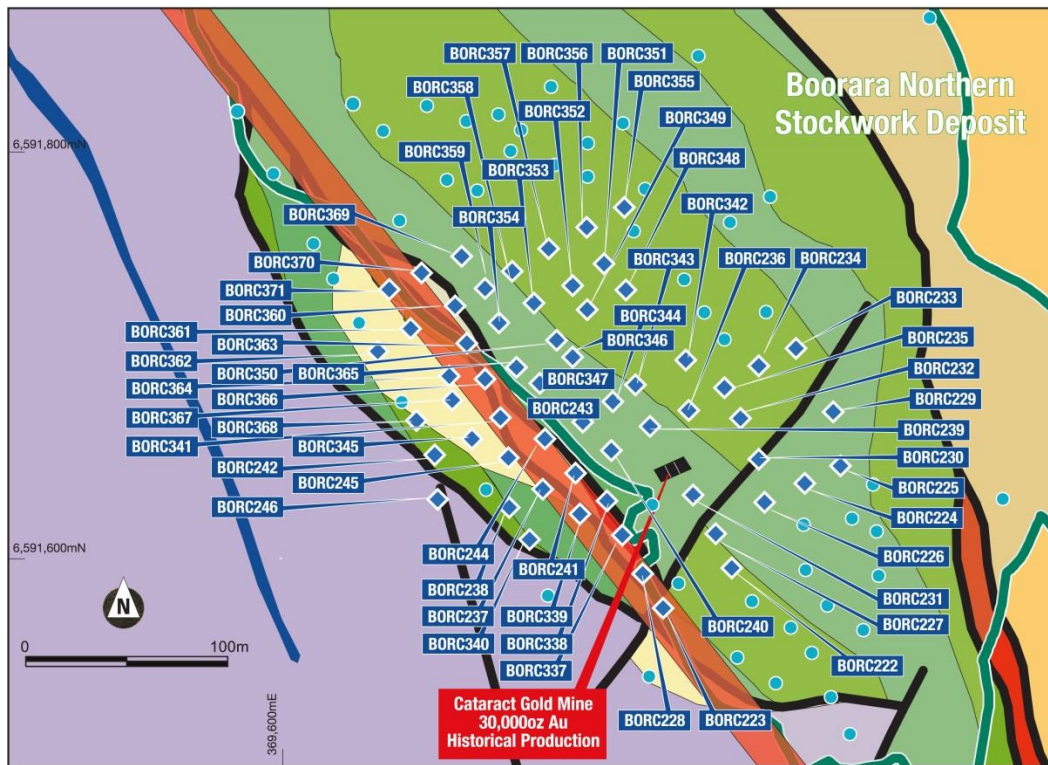 Boorara Northern
Stockwork Deposit
BORC357
BORC356
BORC351
BORC358
BORC355
BORC352
BORC349
6,591,800mN
BORC359
BORC353
BORC348
BORC369
BORC354
BORC342
BORC370
BORC343
BORC236
BORC234
BORC371
BORC233
BORC360
BORC361
BORC344
BORC235
BORC363
BORC346
BORC362
BORC232
BORC350
BORC365
BORC347
BORC364
BORC366
BORC229
BORC367
BORC243
BORC368
BORC239
BORC341
BORC345
BORC230
BORC242
BORC245
BORC225
BORC246
BORC224
6,591,600mN
BORC244
BORC241
BORC226
BORC238
BORC231
BORC237
BORC339
BORC240
BORC227
BORC340
BORC338
BORC337
BORC222
N
0
100m
369,600mE
Cataract Gold Mine
30,000oz Au
Historical Production
BORC228
BORC223